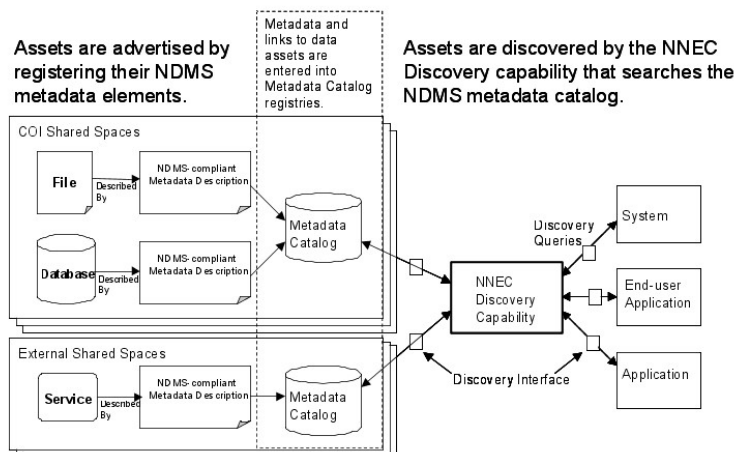 Assets are advertised by
registering their NDMS
metadata elements.
Metadata and
links to data
assets are
entered into
Metadata Catalog
registries.
Assets are discovered by the NNEC
Discovery capability that searches the
NDMS metadata catalog.
COI Shared Spaces
File
Described
By
NDMS-compliant
Metadata Description
Database
Described
By
NDMS-compliant
Metadata Description
Metadata
Catalog
External Shared Spaces
Service
Described
By
NDMS-compliant
Metadata Description
Metadata
Catalog
NNEC
Discovery
Capability
Discovery
Queries
Discovery Interface
System
End-user
Application
Application